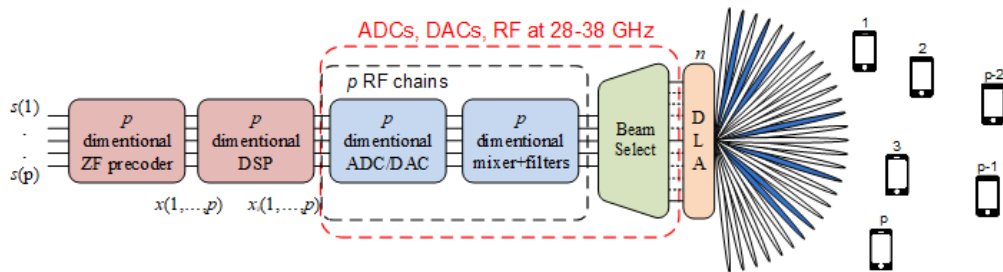 ADCs, DACs, RF at 28-38 GHz
p RF chains
s(1)
.
.
s(p)
p
dimentional
ZF precoder
p
dimentional
DSP
p
dimentional
ADC/DAC
p
dimentional
mixer+filters
Beam
Select
n
D
L
A
x(1,…,p)
xᵢ(1,…,p)
1
2
p-2
3
p-1
p